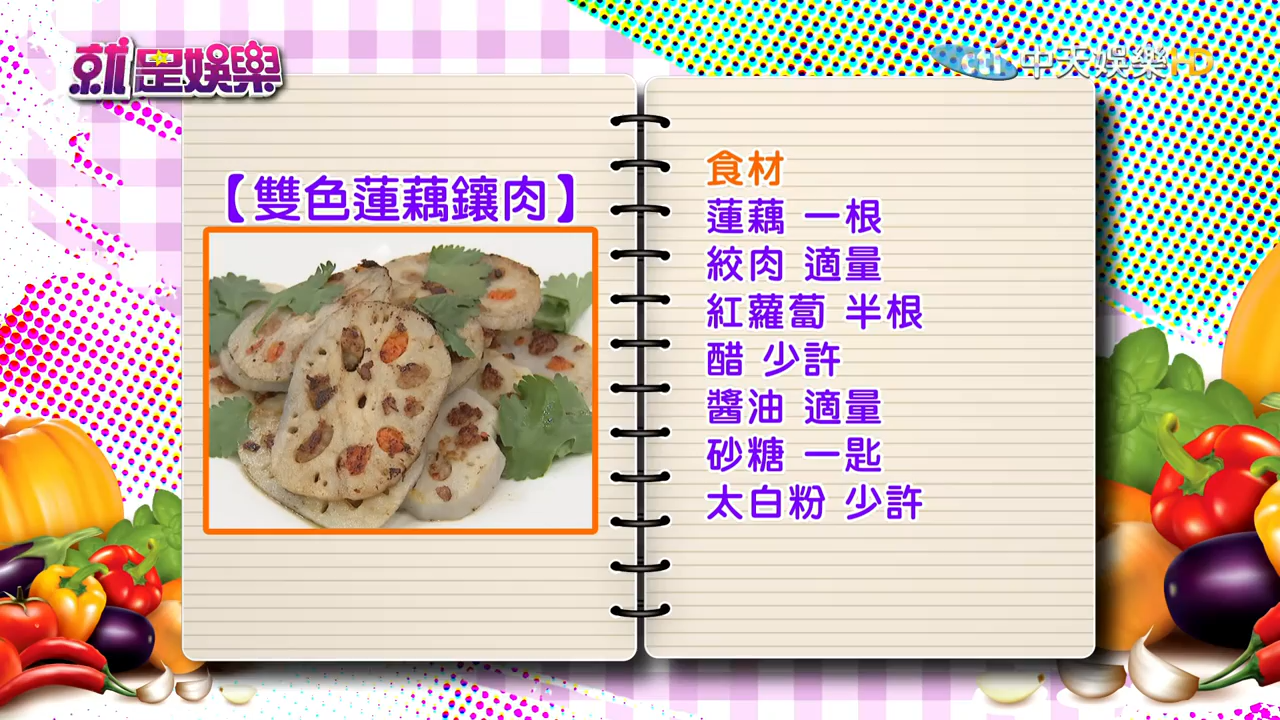 就是娛樂
cti 中天娛樂HD
【雙色蓮藕鑲肉】
食材
蓮藕 一根
絞肉 適量
紅蘿蔔 半根
醋 少許
醬油 適量
砂糖 一匙
太白粉 少許